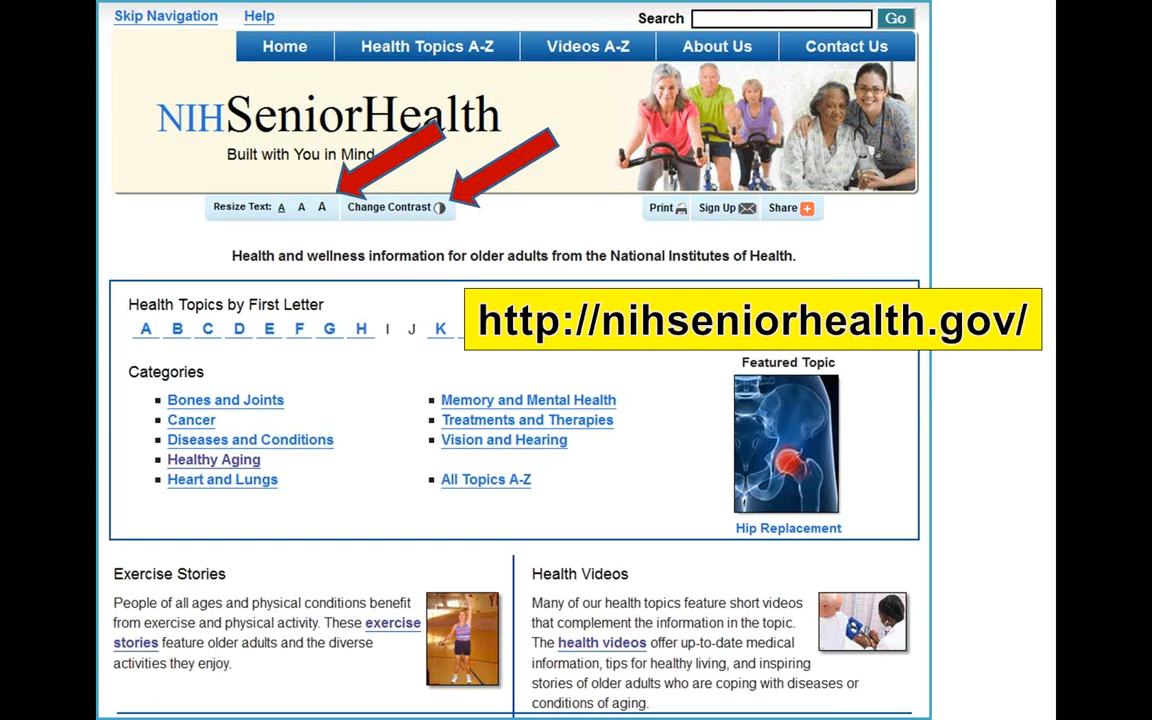 Skip Navigation Help
Search Go
Home Health Topics A-Z Videos A-Z About Us Contact Us
NIHSeniorHealth
Built with You in Mind
Resize Text: A A A Change Contrast Print Sign Up Share
Health and wellness information for older adults from the National Institutes of Health.
Health Topics by First Letter
A B C D E F G H I J K
http://nihseniorhealth.gov/
Categories
Bones and Joints
Cancer
Diseases and Conditions
Healthy Aging
Heart and Lungs
Memory and Mental Health
Treatments and Therapies
Vision and Hearing
All Topics A-Z
Featured Topic
Hip Replacement
Exercise Stories
People of all ages and physical conditions benefit
from exercise and physical activity. These exercise
stories feature older adults and the diverse
activities they enjoy.
Health Videos
Many of our health topics feature short videos
that complement the information in the topic.
The health videos offer up-to-date medical
information, tips for healthy living, and inspiring
stories of older adults who are coping with diseases or
conditions of aging.